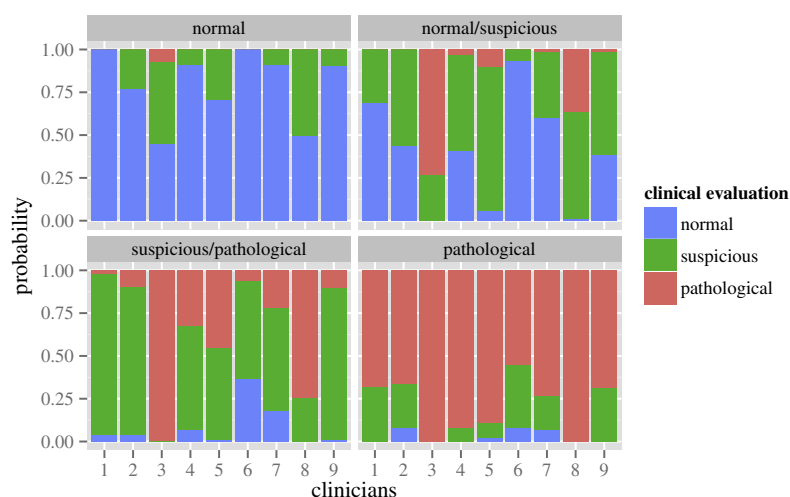 normal normal/suspicious
1.00
0.75
0.50
0.25
0.00
suspicious/pathological pathological
1.00
0.75
0.50
0.25
0.00
1 2 3 4 5 6 7 8 9 1 2 3 4 5 6 7 8 9
clinicians
probability
clinical evaluation
normal
suspicious
pathological